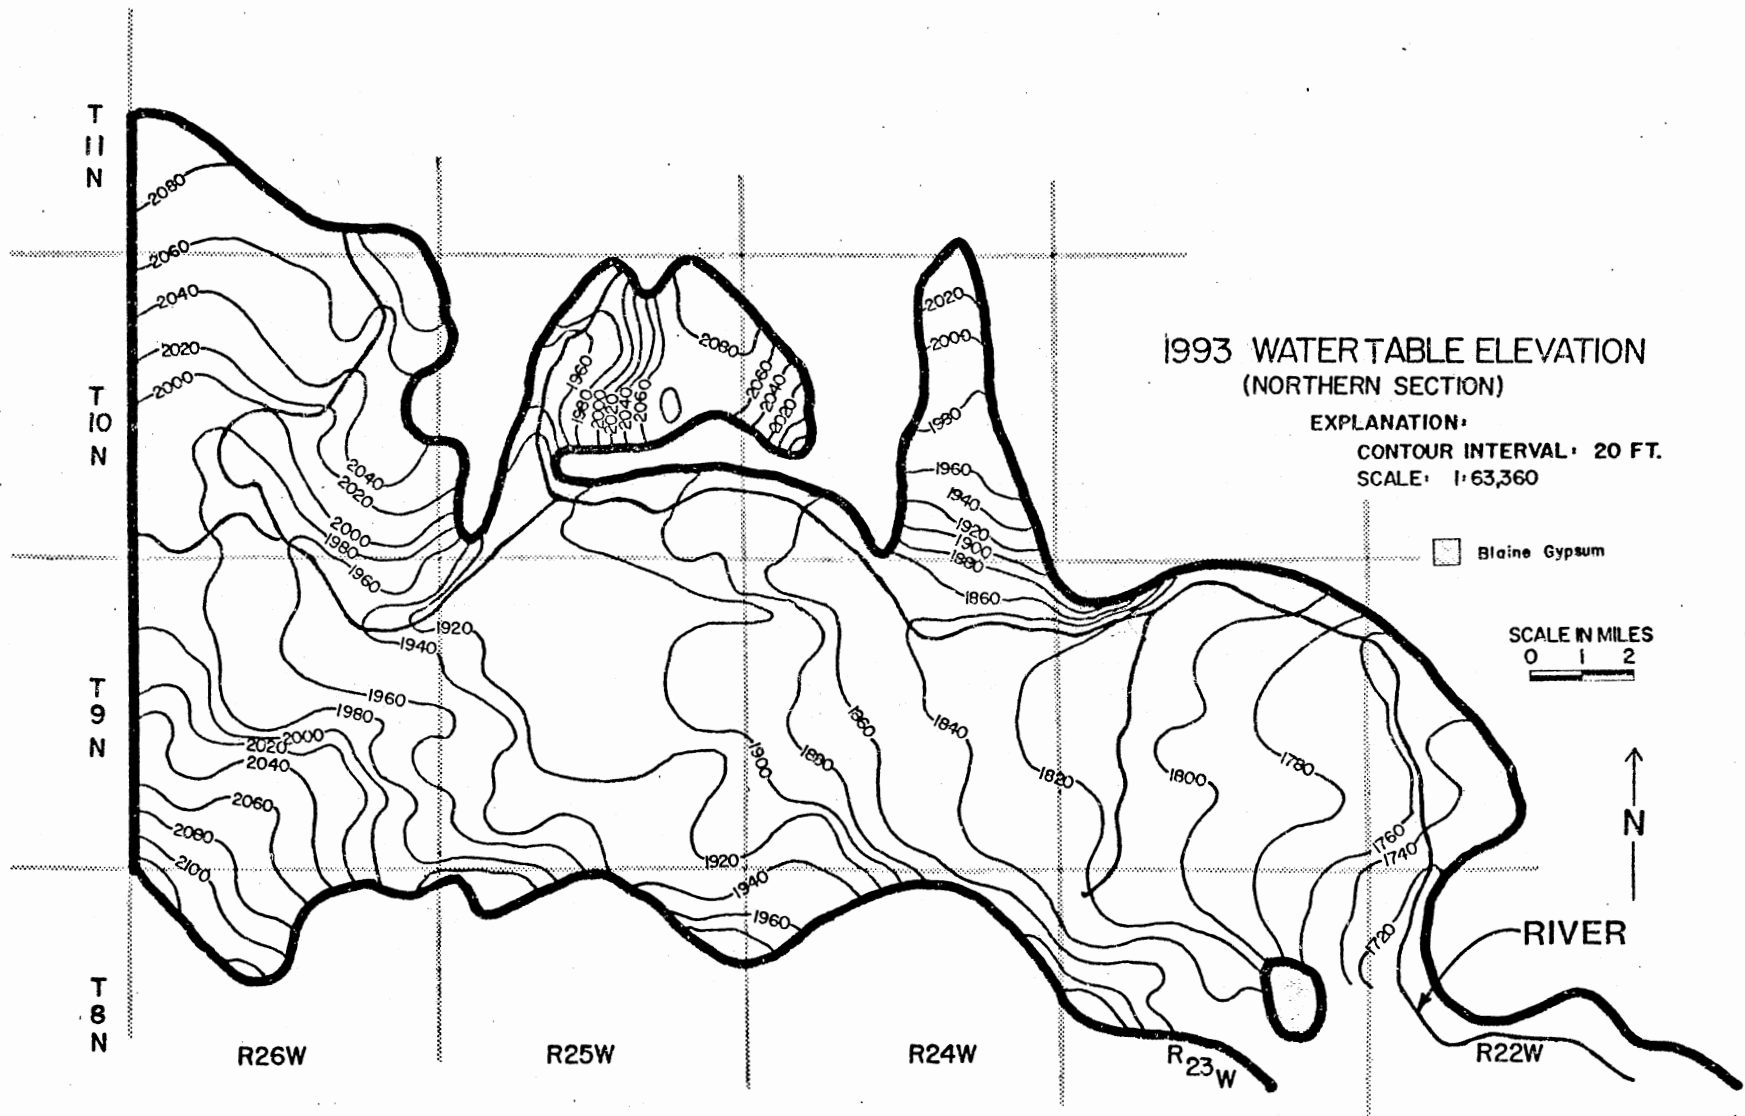 T
11
N
2080
2060
2040
2020
2000
T
10
N
2040
2020
2000
1980
1960
1960
1980
2000
2020
2040
2060
2080
2060
2040
2020
2020
2000
1980
1960
1940
1920
1900
1880
1860
1993 WATER TABLE ELEVATION
(NORTHERN SECTION)
EXPLANATION:
CONTOUR INTERVAL: 20 FT.
SCALE: 1:63,360
Blaine Gypsum
SCALE IN MILES
0 1 2
T
9
N
1920
1940
1960
1980
2000
2020
2040
2060
2080
2100
1900
1880
1860
1840
1820
1800
1780
1760
1740
1720
1920
1940
1960
N
RIVER
T
8
N
R26W
R25W
R24W
R23W
R22W